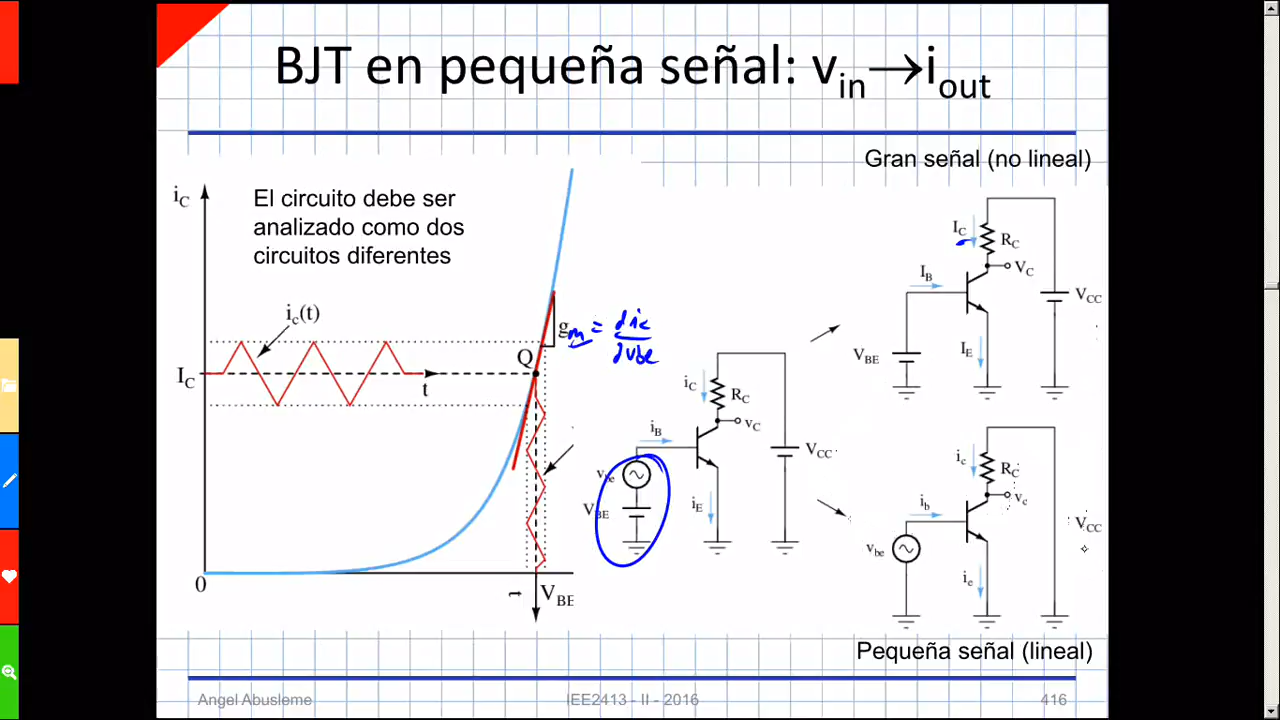 BJT en pequeña señal: vin→iout
Gran señal (no lineal)
El circuito debe ser
analizado como dos
circuitos diferentes
iC
ic(t)
IC
t
Q
gm = dic/dvbe
0
t
VBE
iC
RC
vC
iB
vbe
VBE
iE
VCC
IC
RC
VC
IB
VBE
IE
VCC
ic
RC
vc
ib
vbe
ie
VCC
Pequeña señal (lineal)
Angel Abusleme
IEE2413 - II - 2016
416